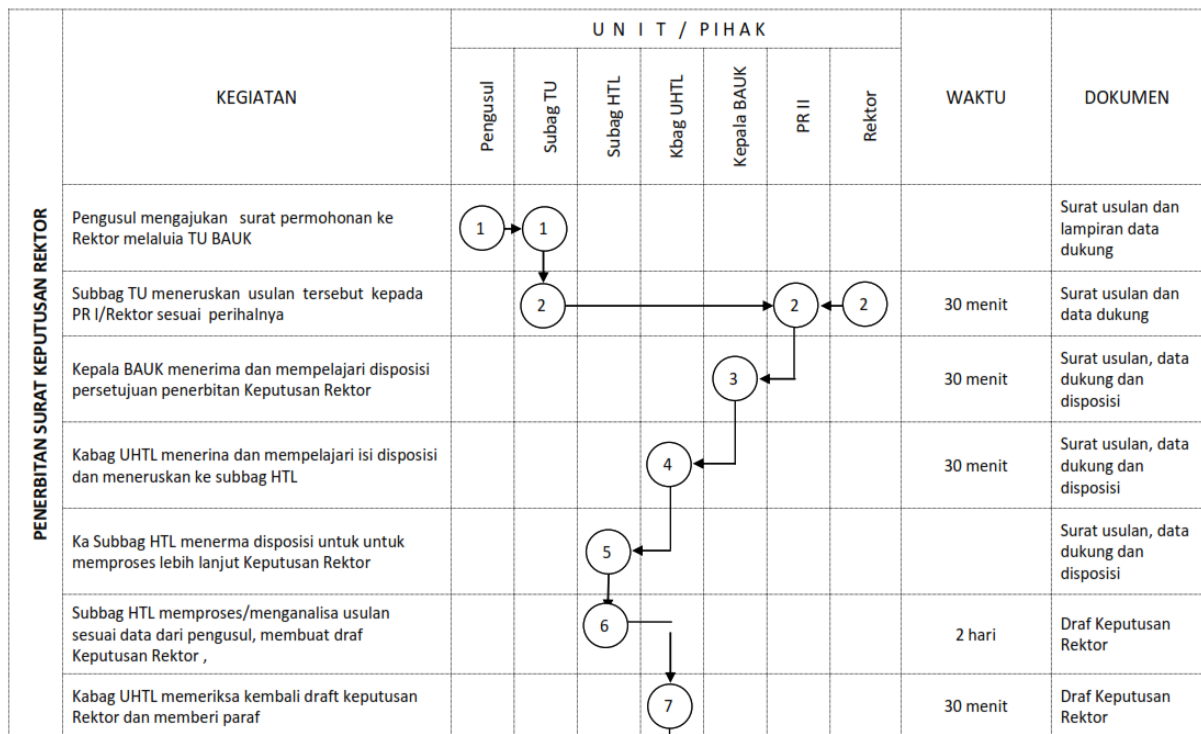 PENERBITAN SURAT KEPUTUSAN REKTOR
KEGIATAN
U N I T / PIHAK
WAKTU
DOKUMEN
Pengusul
Subag TU
Subag HTL
Kbag UHTL
Kepala BAUK
PR II
Rektor
Pengusul mengajukan surat permohonan ke
Rektor melaluia TU BAUK
1
1
Surat usulan dan
lampiran data
dukung
Subbag TU meneruskan usulan tersebut kepada
PR I/Rektor sesuai perihalnya
2
2
2
30 menit
Surat usulan dan
data dukung
Kepala BAUK menerima dan mempelajari disposisi
persetujuan penerbitan Keputusan Rektor
3
30 menit
Surat usulan, data
dukung dan
disposisi
Kabag UHTL menerina dan mempelajari isi disposisi
dan meneruskan ke subbag HTL
4
30 menit
Surat usulan, data
dukung dan
disposisi
Ka Subbag HTL menerma disposisi untuk untuk
memproses lebih lanjut Keputusan Rektor
5
Surat usulan, data
dukung dan
disposisi
Subbag HTL memproses/menganalisa usulan
sesuai data dari pengusul, membuat draf
Keputusan Rektor ,
6
2 hari
Draf Keputusan
Rektor
Kabag UHTL memeriksa kembali draft keputusan
Rektor dan memberi paraf
7
30 menit
Draf Keputusan
Rektor